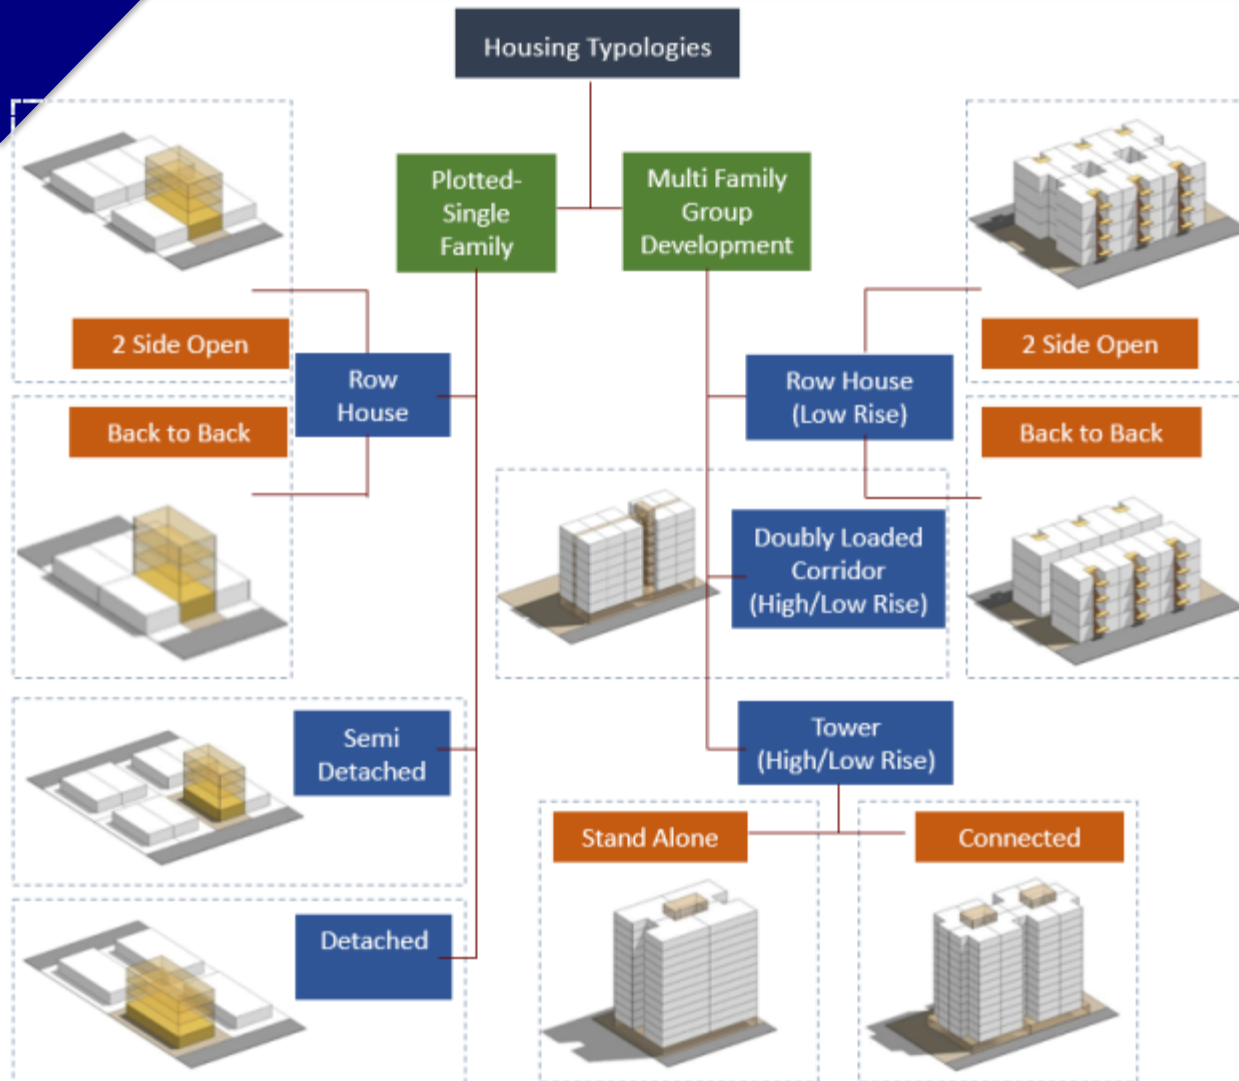 Housing Typologies
Plotted-
Single
Family
Multi Family
Group
Development
2 Side Open
Row
House
Back to Back
Semi
Detached
Detached
Row House
(Low Rise)
2 Side Open
Back to Back
Doubly Loaded
Corridor
(High/Low Rise)
Tower
(High/Low Rise)
Stand Alone
Connected